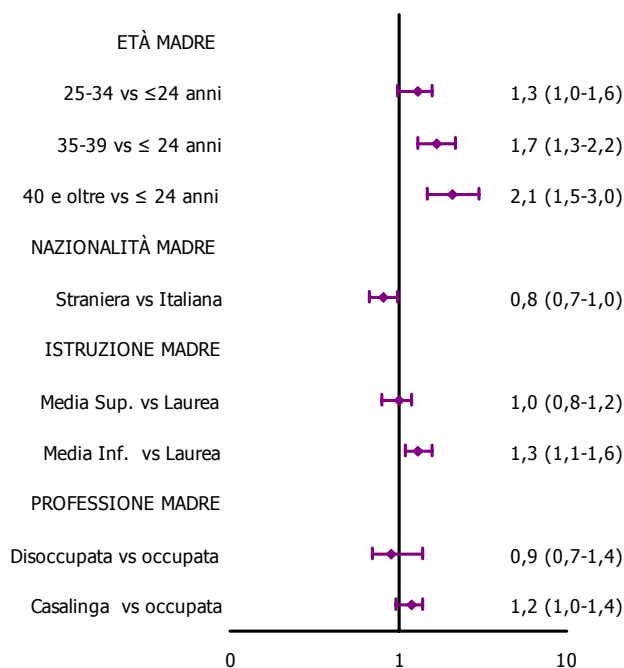 ETÀ MADRE
25-34 vs ≤24 anni 1,3 (1,0-1,6)
35-39 vs ≤ 24 anni 1,7 (1,3-2,2)
40 e oltre vs ≤ 24 anni 2,1 (1,5-3,0)
NAZIONALITÀ MADRE
Straniera vs Italiana 0,8 (0,7-1,0)
ISTRUZIONE MADRE
Media Sup. vs Laurea 1,0 (0,8-1,2)
Media Inf. vs Laurea 1,3 (1,1-1,6)
PROFESSIONE MADRE
Disoccupata vs occupata 0,9 (0,7-1,4)
Casalinga vs occupata 1,2 (1,0-1,4)
0 1 10